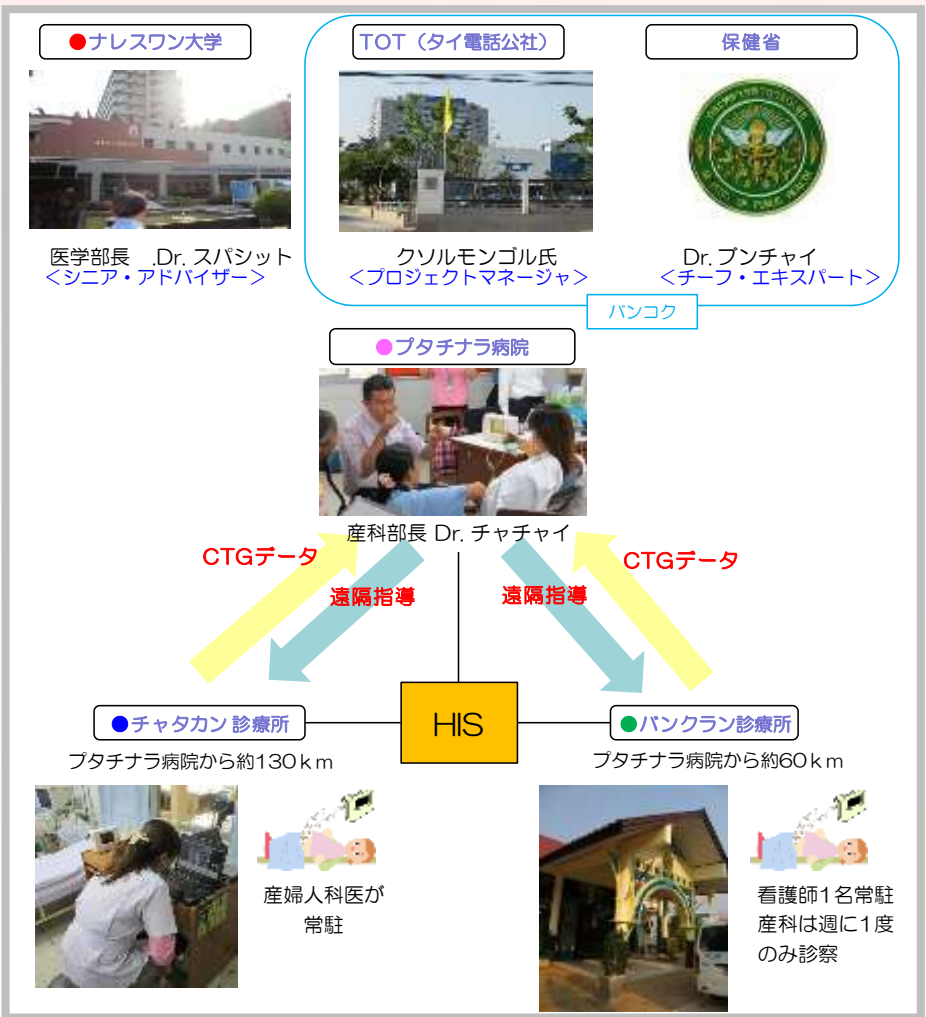 ●ナレスワン大学
TOT（タイ電話公社）
保健省
医学部長　.Dr. スパシット
＜シニア・アドバイザー＞
クソルモンゴル氏
＜プロジェクトマネージャ＞
Dr. ブンチャイ
＜チーフ・エキスパート＞
バンコク
●プタチナラ病院
産科部長 Dr. チャチャイ
CTGデータ
遠隔指導
遠隔指導
CTGデータ
HIS
●チャタカン 診療所
プタチナラ病院から約130ｋｍ
●バンクラン診療所
プタチナラ病院から約60ｋｍ
産婦人科医が
常駐
看護師1名常駐
産科は週に1度
のみ診察